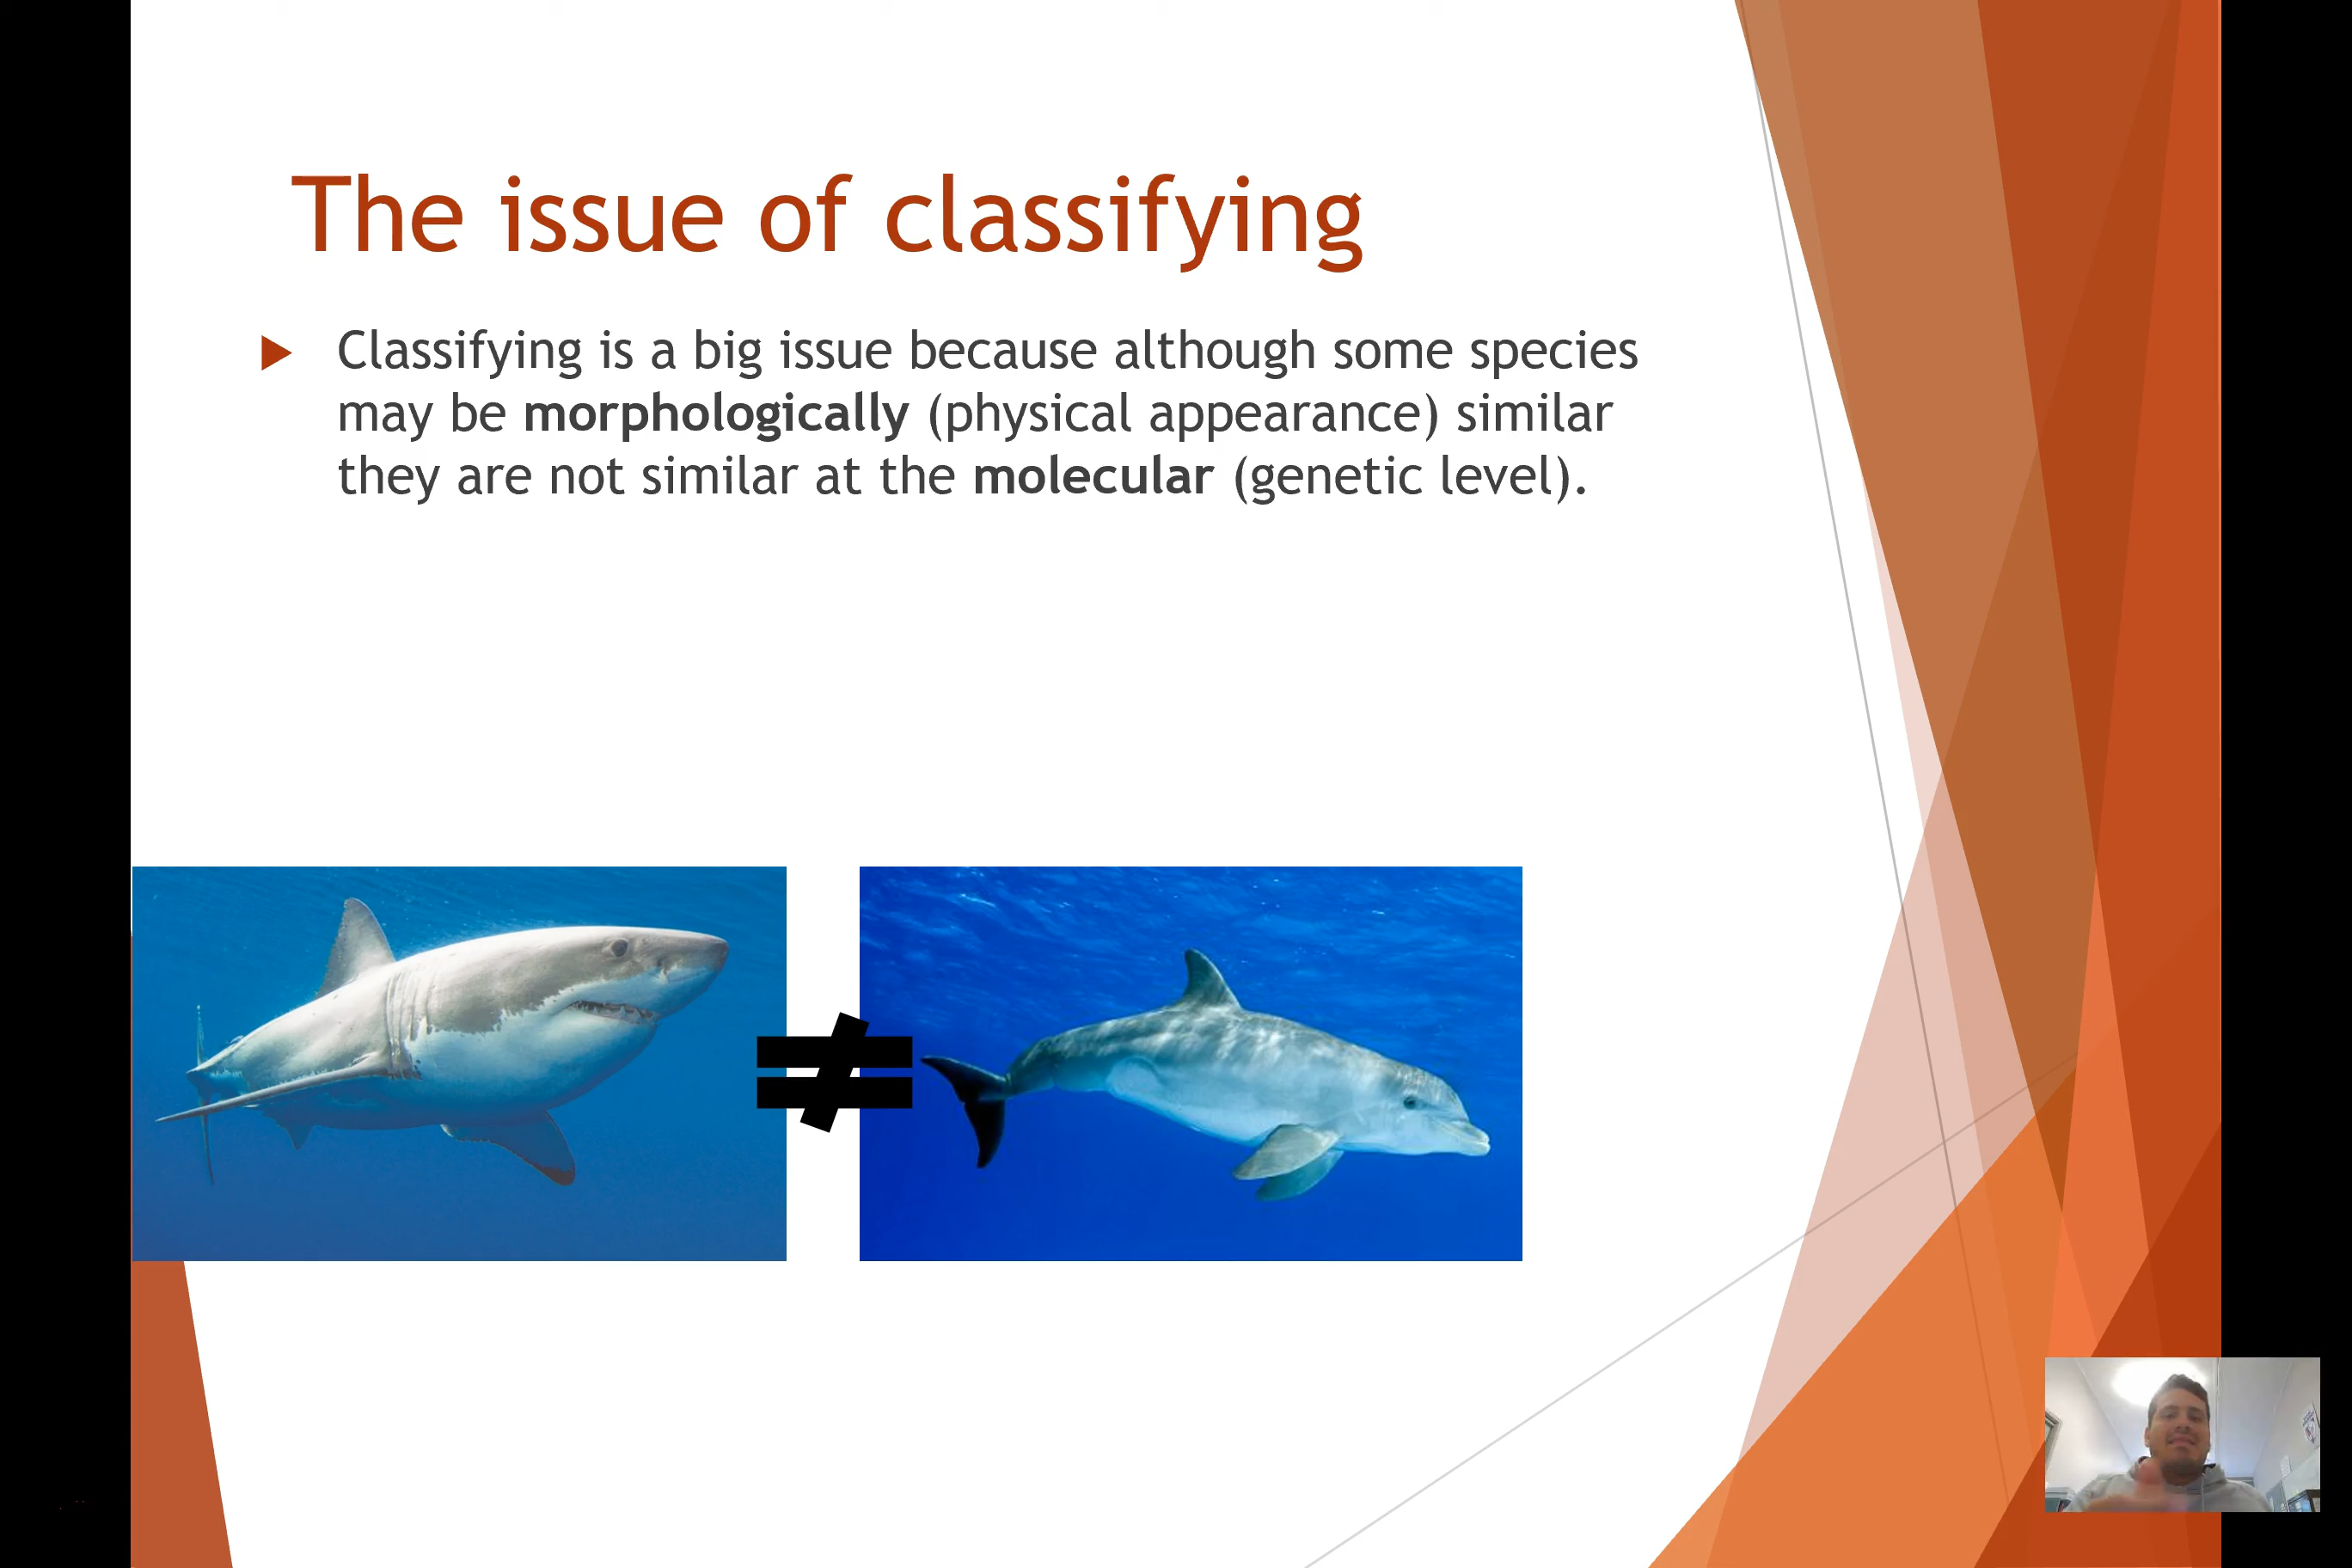 The issue of classifying
Classifying is a big issue because although some species
may be morphologically (physical appearance) similar
they are not similar at the molecular (genetic level).
≠